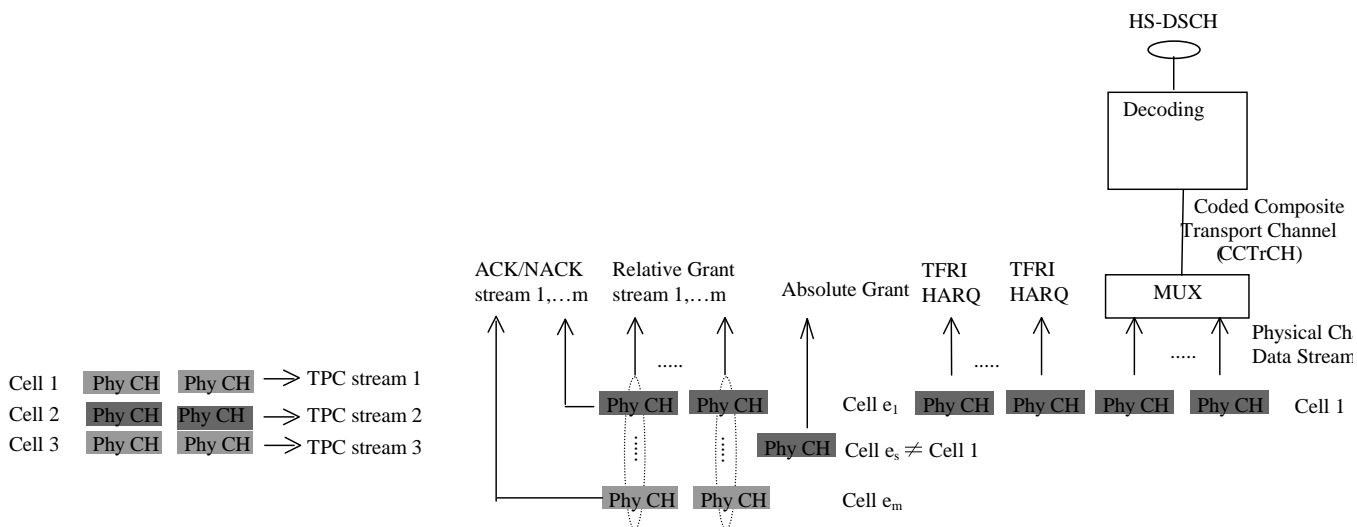 HS-DSCH
Decoding
Coded Composite
Transport Channel
(CCTrCH)
MUX
Physical Cha
Data Stream
ACK/NACK
stream 1,…m
Relative Grant
stream 1,…m
Absolute Grant
TFRI
HARQ
TFRI
HARQ
.....
.....
.....
Cell 1 Phy CH Phy CH TPC stream 1
Cell 2 Phy CH Phy CH TPC stream 2
Cell 3 Phy CH Phy CH TPC stream 3
Phy CH Phy CH Cell e1 Phy CH Phy CH Phy CH Phy CH Cell 1
Phy CH Cell es ≠ Cell 1
Phy CH Phy CH Cell em